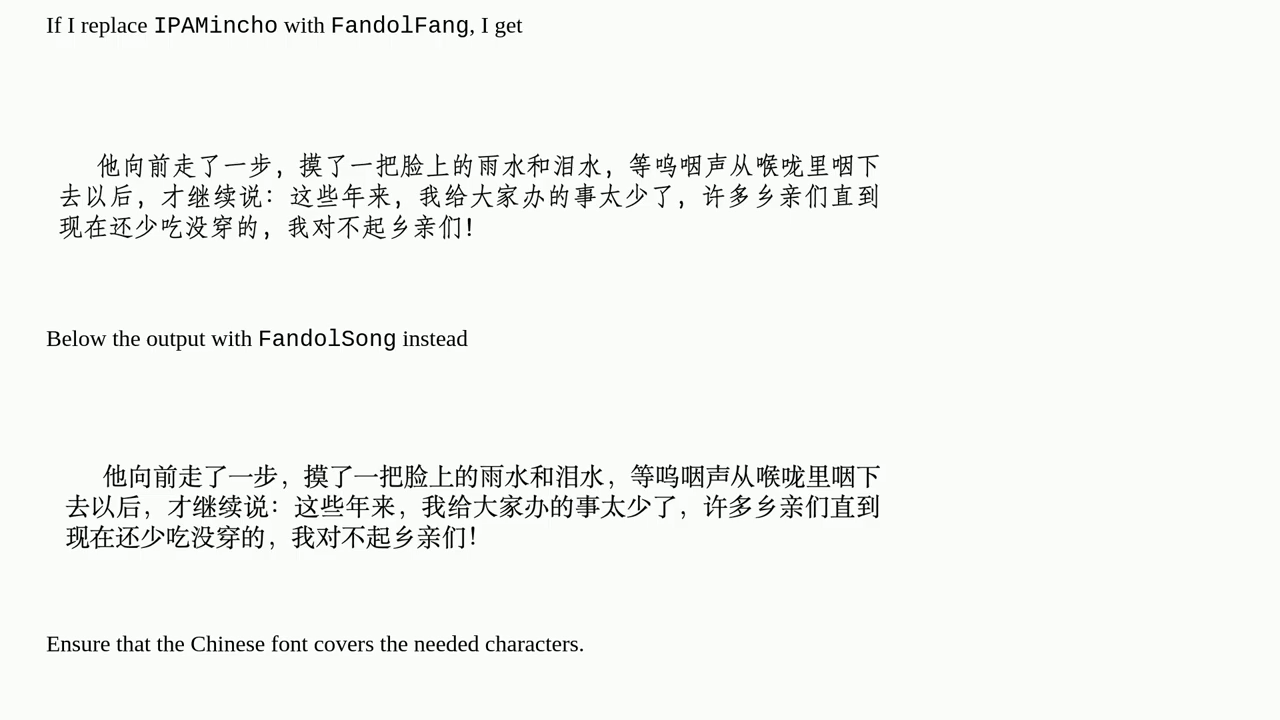 If I replace IPAMincho with FandolFang, I get
他向前走了一步，摸了一把脸上的雨水和泪水，等呜咽声从喉咙里咽下
去以后，才继续说：这些年来，我给大家办的事太少了，许多乡亲们直到
现在还少吃没穿的，我对不起乡亲们！
Below the output with FandolSong instead
他向前走了一步，摸了一把脸上的雨水和泪水，等呜咽声从喉咙里咽下
去以后，才继续说：这些年来，我给大家办的事太少了，许多乡亲们直到
现在还少吃没穿的，我对不起乡亲们！
Ensure that the Chinese font covers the needed characters.